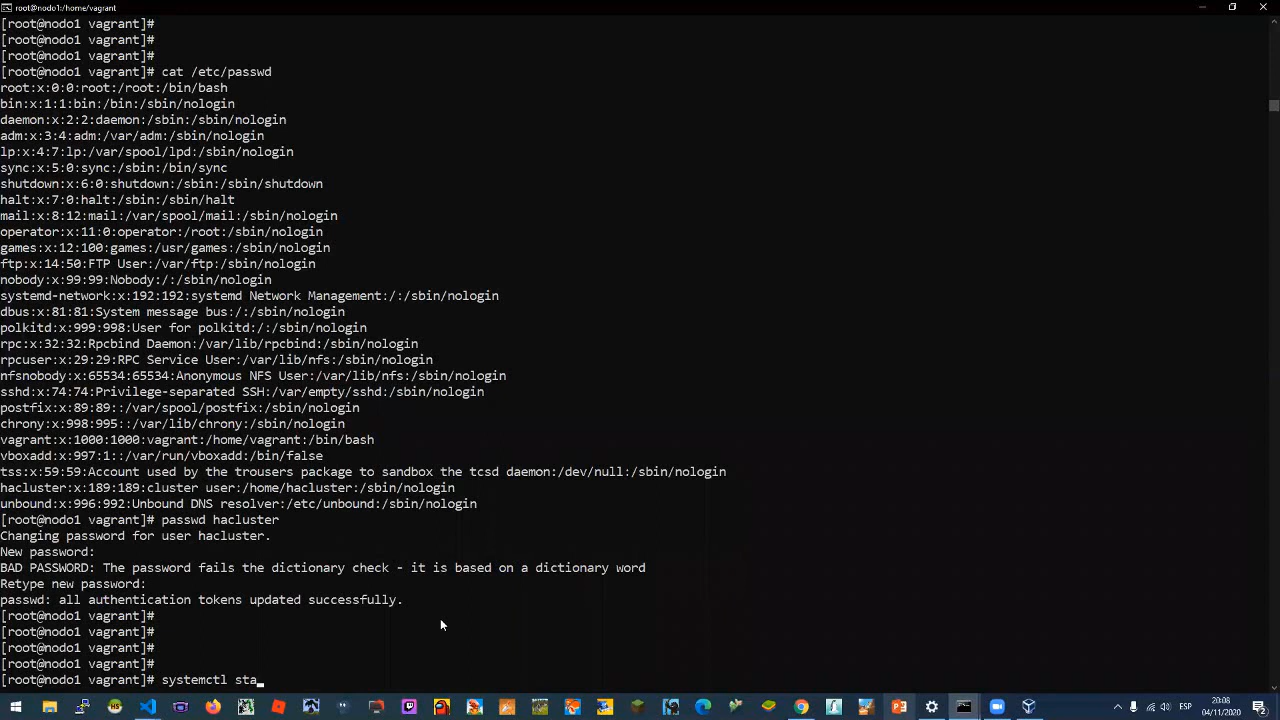 root@nodo1:/home/vagrant
[root@nodo1 vagrant]#
[root@nodo1 vagrant]#
[root@nodo1 vagrant]#
[root@nodo1 vagrant]# cat /etc/passwd
root:x:0:0:root:/root:/bin/bash
bin:x:1:1:bin:/bin:/sbin/nologin
daemon:x:2:2:daemon:/sbin:/sbin/nologin
adm:x:3:4:adm:/var/adm:/sbin/nologin
lp:x:4:7:lp:/var/spool/lpd:/sbin/nologin
sync:x:5:0:sync:/sbin:/bin/sync
shutdown:x:6:0:shutdown:/sbin:/sbin/shutdown
halt:x:7:0:halt:/sbin:/sbin/halt
mail:x:8:12:mail:/var/spool/mail:/sbin/nologin
operator:x:11:0:operator:/root:/sbin/nologin
games:x:12:100:games:/usr/games:/sbin/nologin
ftp:x:14:50:FTP User:/var/ftp:/sbin/nologin
nobody:x:99:99:Nobody:/:/sbin/nologin
systemd-network:x:192:192:systemd Network Management:/:/sbin/nologin
dbus:x:81:81:System message bus:/:/sbin/nologin
polkitd:x:999:998:User for polkitd:/:/sbin/nologin
rpc:x:32:32:Rpcbind Daemon:/var/lib/rpcbind:/sbin/nologin
rpcuser:x:29:29:RPC Service User:/var/lib/nfs:/sbin/nologin
nfsnobody:x:65534:65534:Anonymous NFS User:/var/lib/nfs:/sbin/nologin
sshd:x:74:74:Privilege-separated SSH:/var/empty/sshd:/sbin/nologin
postfix:x:89:89::/var/spool/postfix:/sbin/nologin
chrony:x:998:995::/var/lib/chrony:/sbin/nologin
vagrant:x:1000:1000:vagrant:/home/vagrant:/bin/bash
vboxadd:x:997:1::/var/run/vboxadd:/bin/false
tss:x:59:59:Account used by the trousers package to sandbox the tcsd daemon:/dev/null:/sbin/nologin
hacluster:x:189:189:cluster user:/home/hacluster:/sbin/nologin
unbound:x:996:992:Unbound DNS resolver:/etc/unbound:/sbin/nologin
[root@nodo1 vagrant]# passwd hacluster
Changing password for user hacluster.
New password:
BAD PASSWORD: The password fails the dictionary check - it is based on a dictionary word
Retype new password:
passwd: all authentication tokens updated successfully.
[root@nodo1 vagrant]#
[root@nodo1 vagrant]#
[root@nodo1 vagrant]#
[root@nodo1 vagrant]#
[root@nodo1 vagrant]# systemctl sta
ESP
20:08
04/11/2020
2